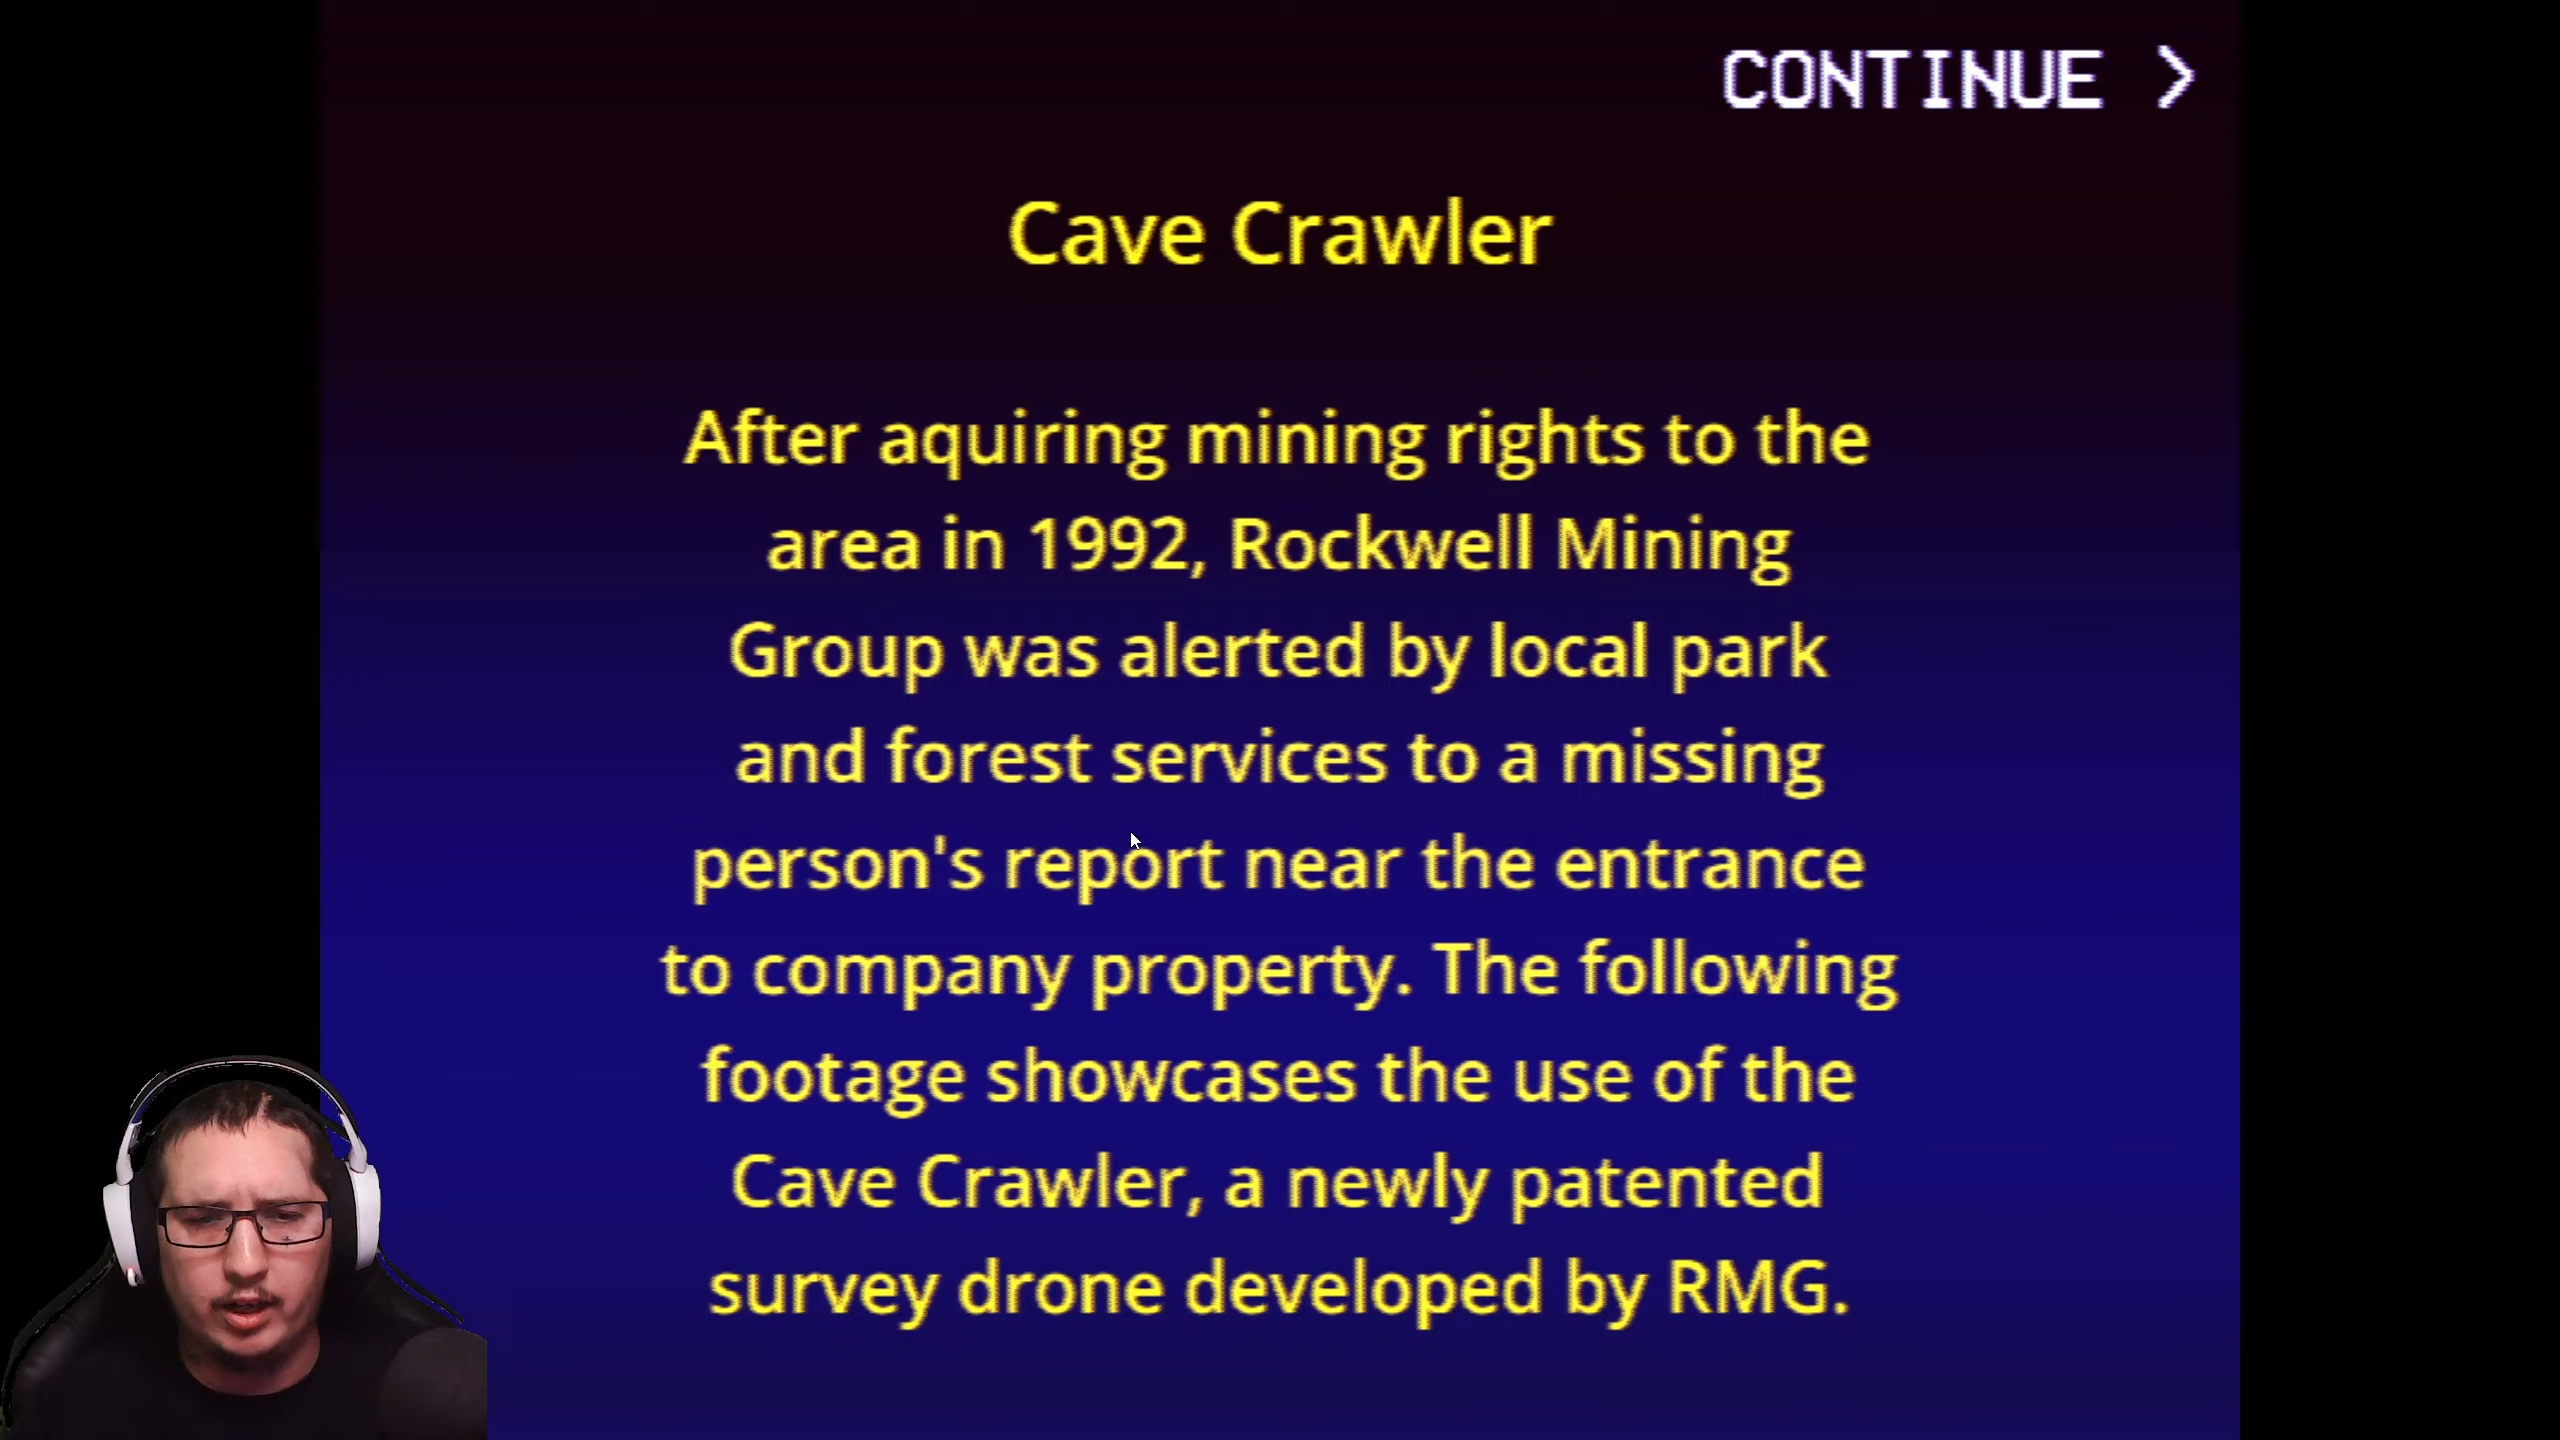 CONTINUE >
Cave Crawler
After aquiring mining rights to the
area in 1992, Rockwell Mining
Group was alerted by local park
and forest services to a missing
person's report near the entrance
to company property. The following
footage showcases the use of the
Cave Crawler, a newly patented
survey drone developed by RMG.